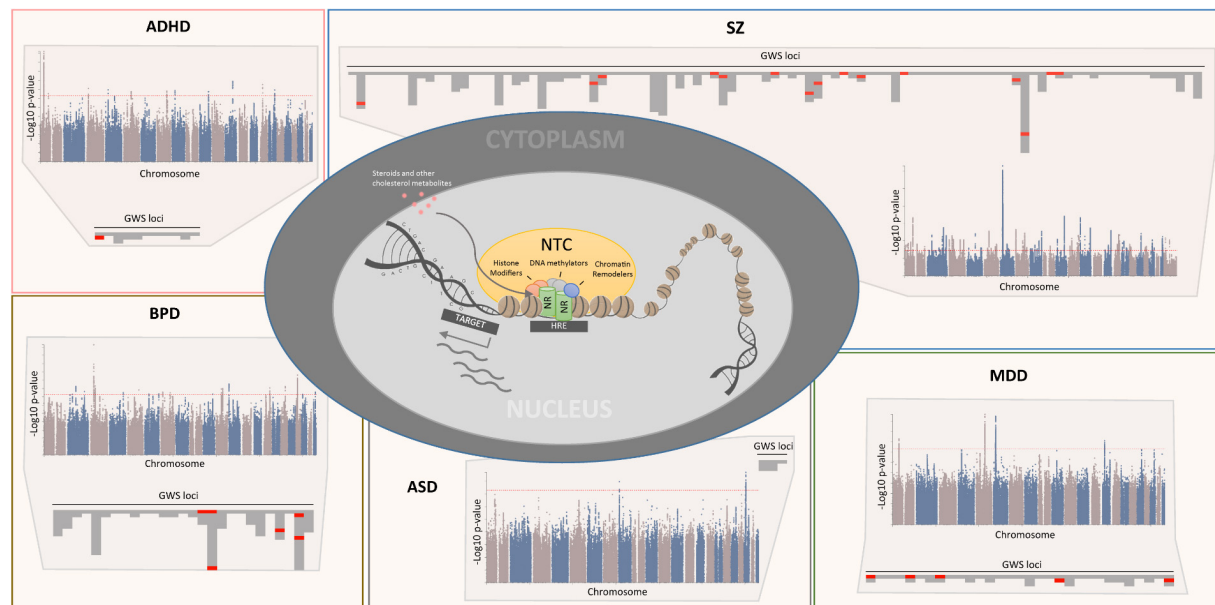 ADHD
-Log10 p-value
Chromosome
GWS loci
SZ
GWS loci
-Log10 p-value
Chromosome
CYTOPLASM
Steroids and other
cholesterol metabolites
NTC
Histone
Modifiers
DNA methylators
Chromatin
Remodelers
NR
NR
TARGET
HRE
NUCLEUS
BPD
-Log10 p-value
Chromosome
GWS loci
ASD
GWS loci
-Log10 p-value
Chromosome
MDD
-Log10 p-value
Chromosome
GWS loci